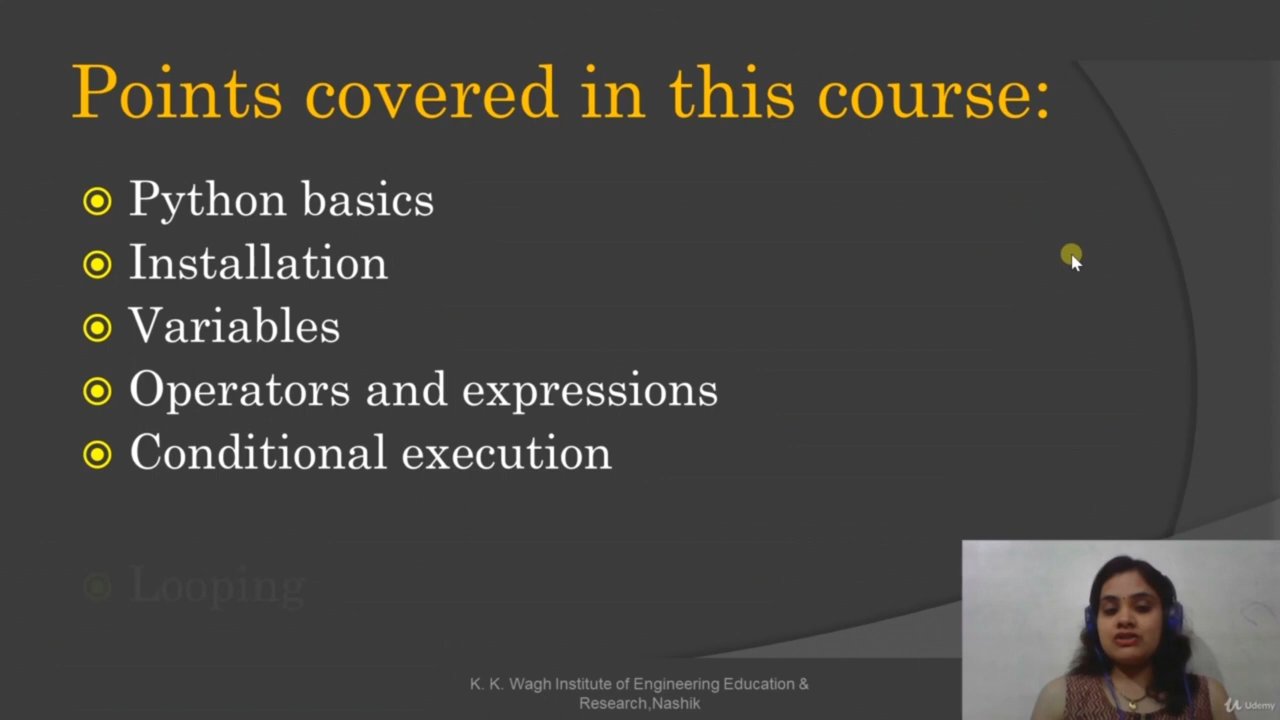 Points covered in this course:
Python basics
Installation
Variables
Operators and expressions
Conditional execution
Looping
K. K. Wagh Institute of Engineering Education &
Research,Nashik
Udemy